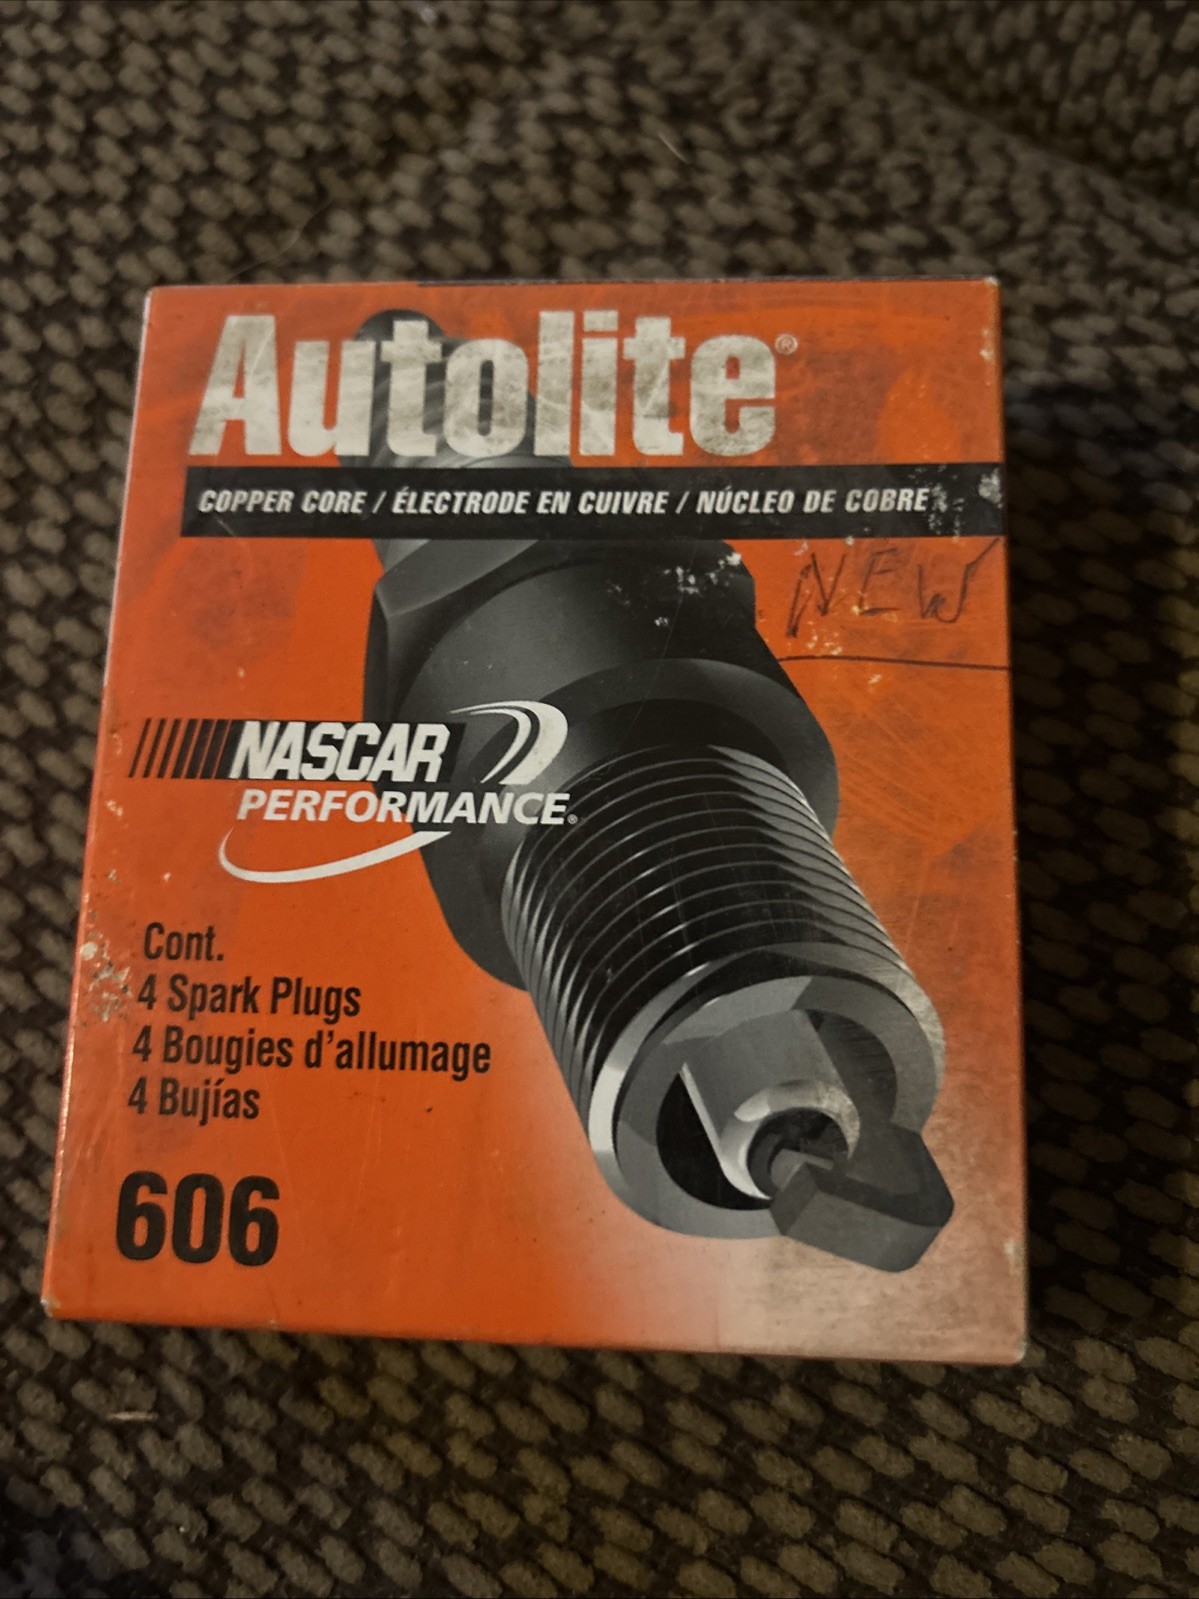 Autolite®
COPPER CORE / ÉLECTRODE EN CUIVRE / NÚCLEO DE COBRE
NEW
NASCAR
PERFORMANCE®
Cont.
4 Spark Plugs
4 Bougies d'allumage
4 Bujías
606